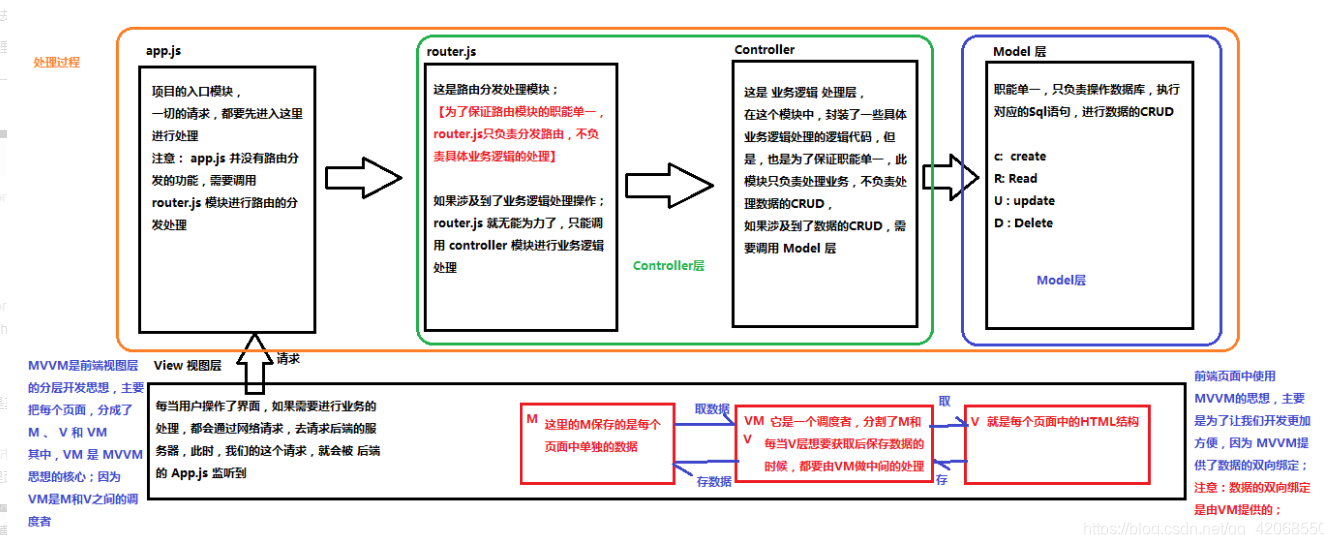 处理过程
app.js
项目的入口模块，
一切的请求，都要先进入这里
进行处理
注意： app.js 并没有路由分
发的功能，需要调用
router.js 模块进行路由的分
发处理
router.js
这是路由分发处理模块；
【为了保证路由模块的职能单一，
router.js只负责分发路由，不负
责具体业务逻辑的处理】
如果涉及到了业务逻辑处理操作；
router.js 就无能为力了，只能调
用 controller 模块进行业务逻辑
处理
Controller层
Controller
这是 业务逻辑 处理层，
在这个模块中，封装了一些具体
业务逻辑处理的逻辑代码，但
是，也是为了保证职能单一，此
模块只负责处理业务，不负责处
理数据的CRUD，
如果涉及到了数据的CRUD，需
要调用 Model 层
Model 层
职能单一，只负责操作数据库，执行
对应的Sql语句，进行数据的CRUD
c: create
R: Read
U : update
D : Delete
Model层
请求
MVVM是前端视图层
的分层开发思想，主要
把每个页面，分成了
M 、 V 和 VM
其中，VM 是 MVVM
思想的核心；因为
VM是M和V之间的调
度者
View 视图层
每当用户操作了界面，如果需要进行业务的
处理，都会通过网络请求，去请求后端的服
务器，此时，我们的这个请求，就会被 后端
的 App.js 监听到
M 这里的M保存的是每个
页面中单独的数据
取数据
存数据
VM 它是一个调度者，分割了M和
V
每当V层想要获取后保存数据的
时候，都要由VM做中间的处理
取
存
V 就是每个页面中的HTML结构
前端页面中使用
MVVM的思想，主要
是为了让我们开发更加
方便，因为 MVVM提
供了数据的双向绑定；
注意：数据的双向绑定
是由VM提供的；
https://blog.csdn.net/qq_42068550